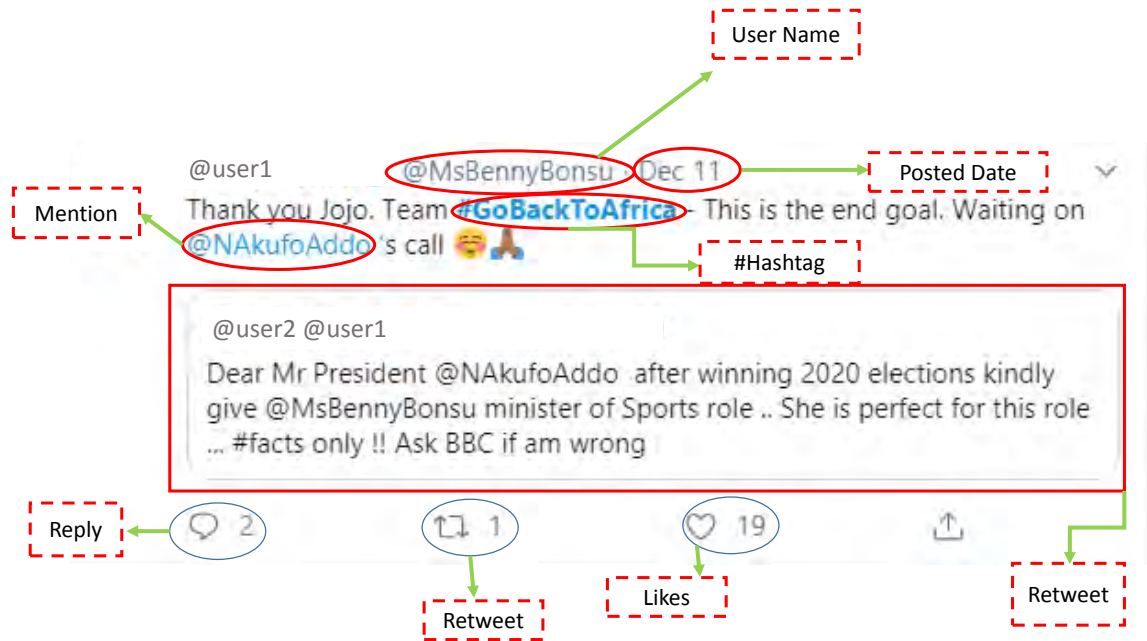 User Name
@user1 @MsBennyBonsu · Dec 11
Posted Date
Mention
Thank you Jojo. Team #GoBackToAfrica - This is the end goal. Waiting on
@NAkufoAddo 's call ☺️🙏🏾
#Hashtag
@user2 @user1
Dear Mr President @NAkufoAddo after winning 2020 elections kindly
give @MsBennyBonsu minister of Sports role .. She is perfect for this role
... #facts only !! Ask BBC if am wrong
Reply
2
1
19
Retweet
Likes
Retweet